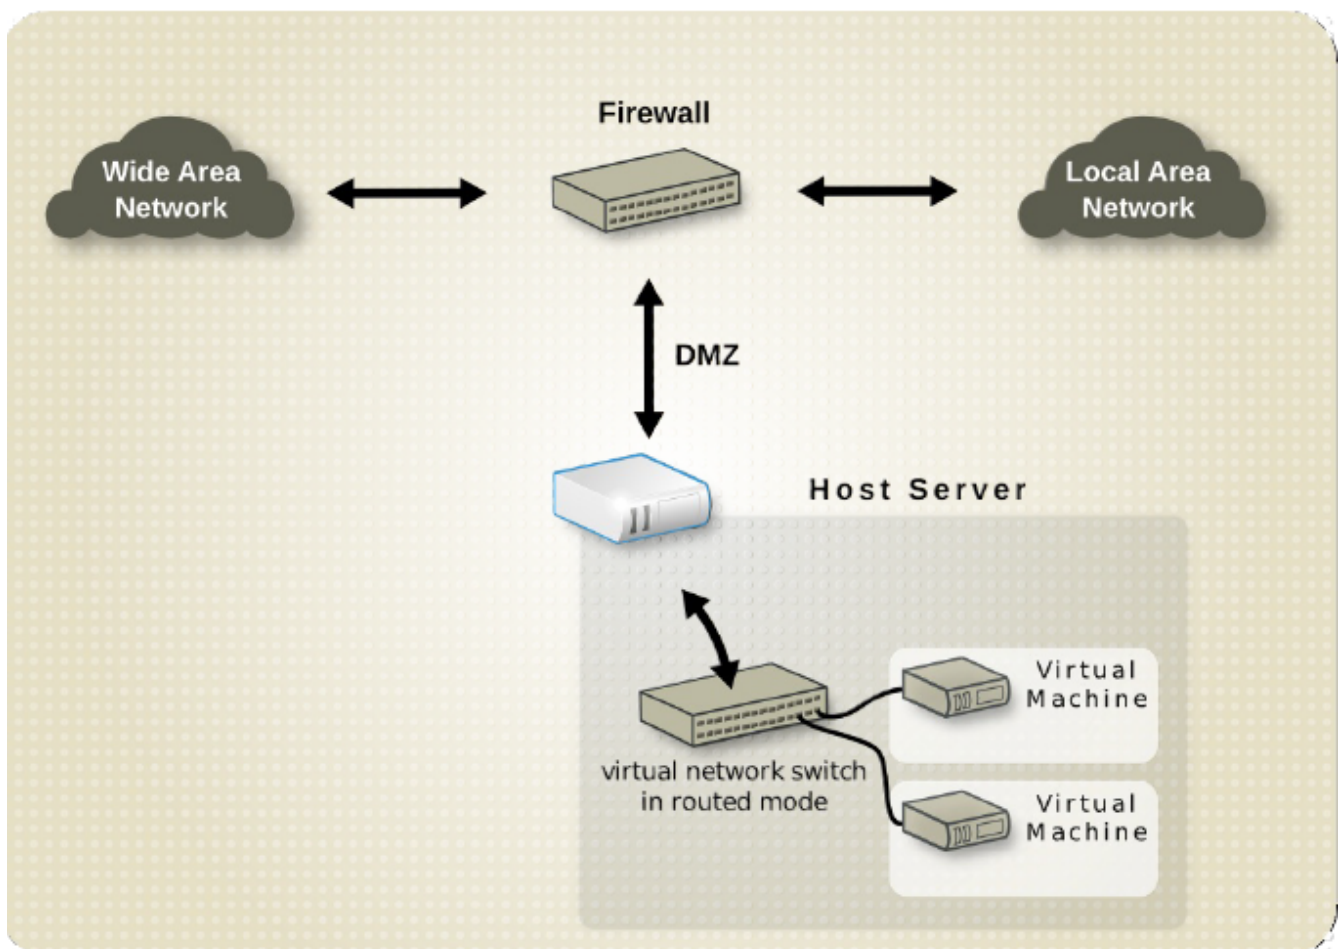 Firewall
Wide Area
Network
Local Area
Network
DMZ
Host Server
Virtual
Machine
virtual network switch
in routed mode
Virtual
Machine